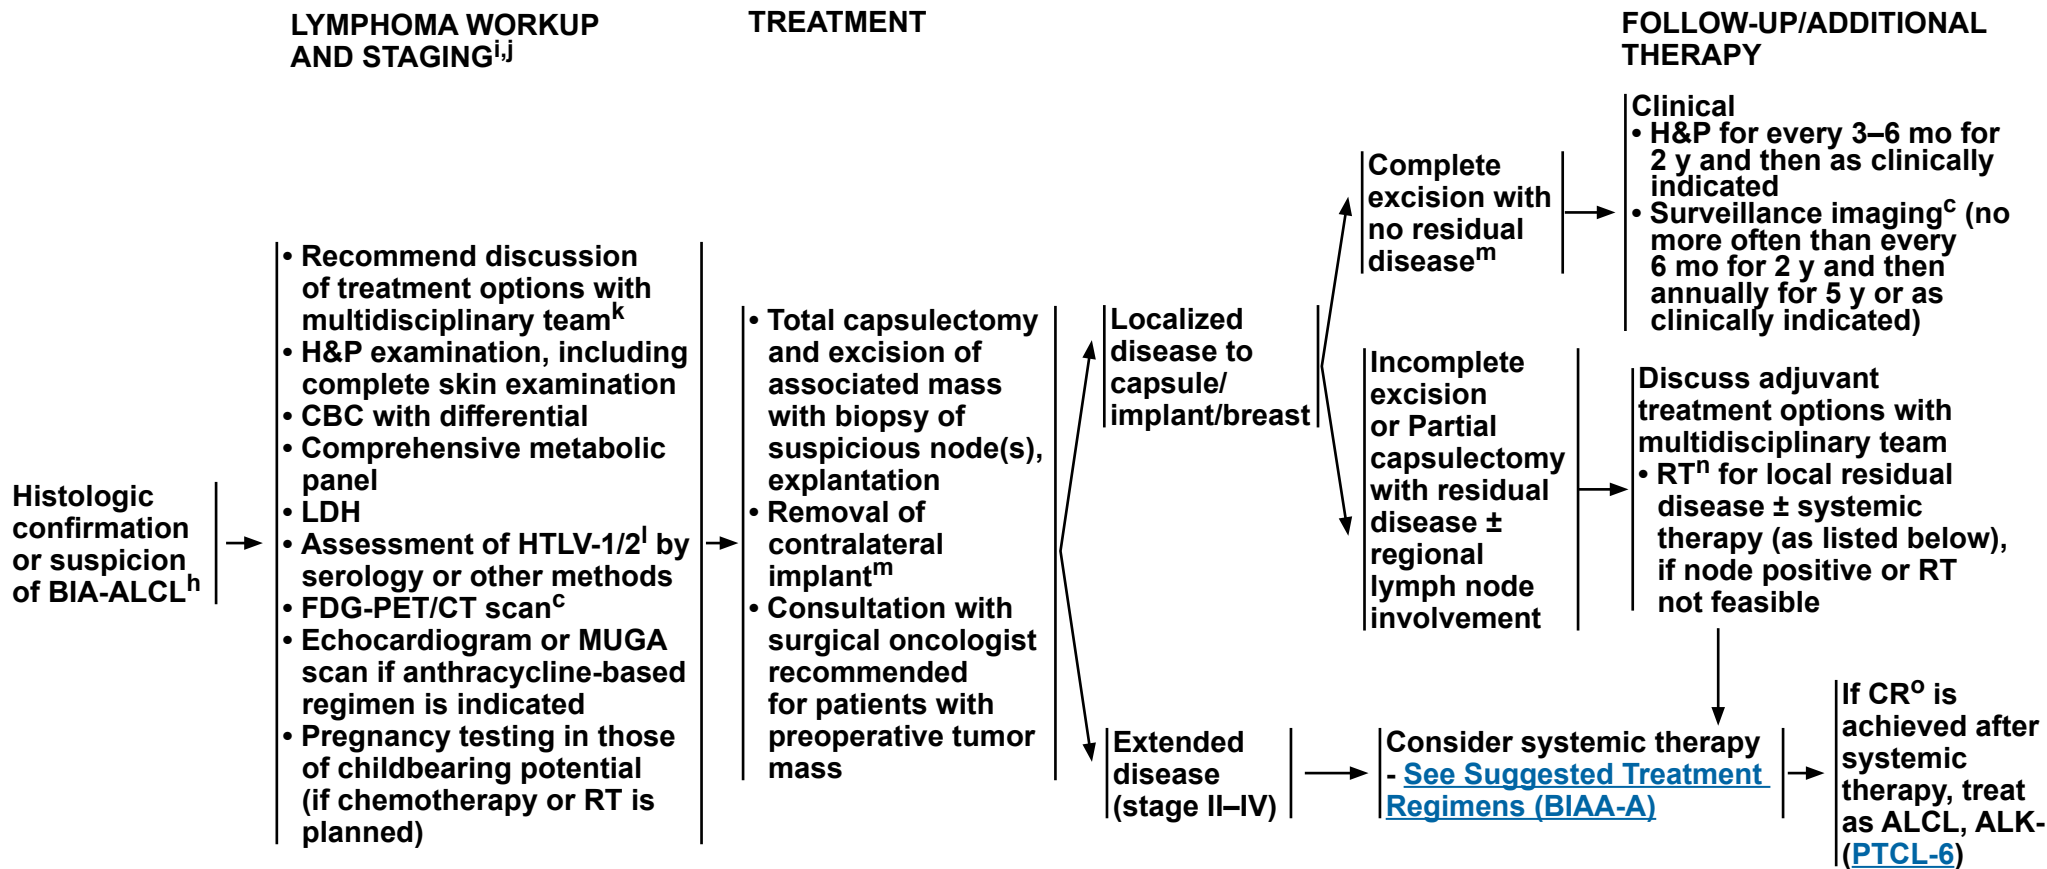 LYMPHOMA WORKUP
AND STAGINGi,j
TREATMENT
FOLLOW-UP/ADDITIONAL
THERAPY
Histologic
confirmation
or suspicion
of BIA-ALCLh
• Recommend discussion
of treatment options with
multidisciplinary teamk
• H&P examination, including
complete skin examination
• CBC with differential
• Comprehensive metabolic
panel
• LDH
• Assessment of HTLV-1/2l by
serology or other methods
• FDG-PET/CT scanc
• Echocardiogram or MUGA
scan if anthracycline-based
regimen is indicated
• Pregnancy testing in those
of childbearing potential
(if chemotherapy or RT is
planned)
• Total capsulectomy
and excision of
associated mass
with biopsy of
suspicious node(s),
explantation
• Removal of
contralateral
implantm
• Consultation with
surgical oncologist
recommended
for patients with
preoperative tumor
mass
Localized
disease to
capsule/
implant/breast
Complete
excision with
no residual
diseasem
Clinical
• H&P for every 3–6 mo for
2 y and then as clinically
indicated
• Surveillance imagingc (no
more often than every
6 mo for 2 y and then
annually for 5 y or as
clinically indicated)
Incomplete
excision
or Partial
capsulectomy
with residual
disease ±
regional
lymph node
involvement
Discuss adjuvant
treatment options with
multidisciplinary team
• RTn for local residual
disease ± systemic
therapy (as listed below),
if node positive or RT
not feasible
Extended
disease
(stage II–IV)
Consider systemic therapy
- See Suggested Treatment
Regimens (BIAA-A)
If CRo is
achieved after
systemic
therapy, treat
as ALCL, ALK-
(PTCL-6)